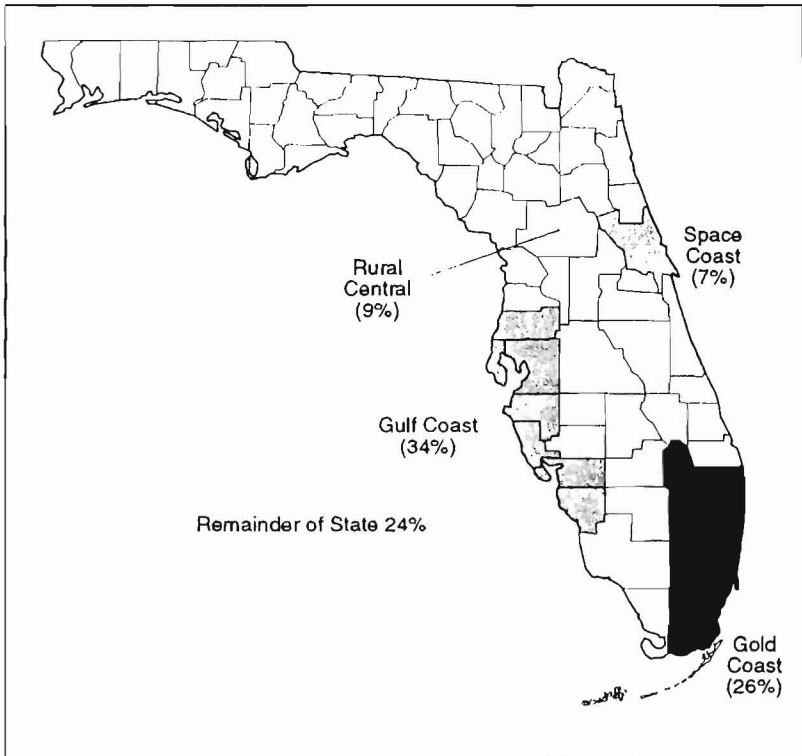 Space
Coast
(7%)
Rural
Central
(9%)
Gulf Coast
(34%)
Remainder of State 24%
Gold
Coast
(26%)